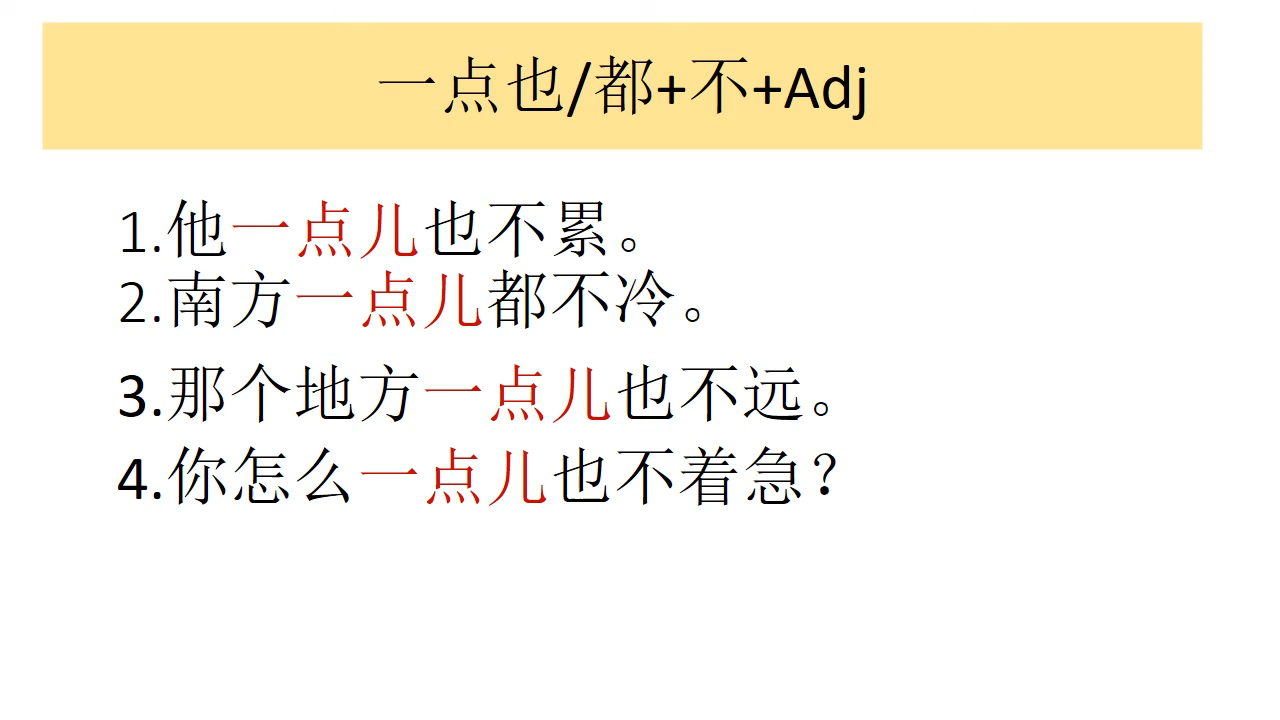 一点也/都+不+Adj
1.他一点儿也不累。
2.南方一点儿都不冷。
3.那个地方一点儿也不远。
4.你怎么一点儿也不着急？